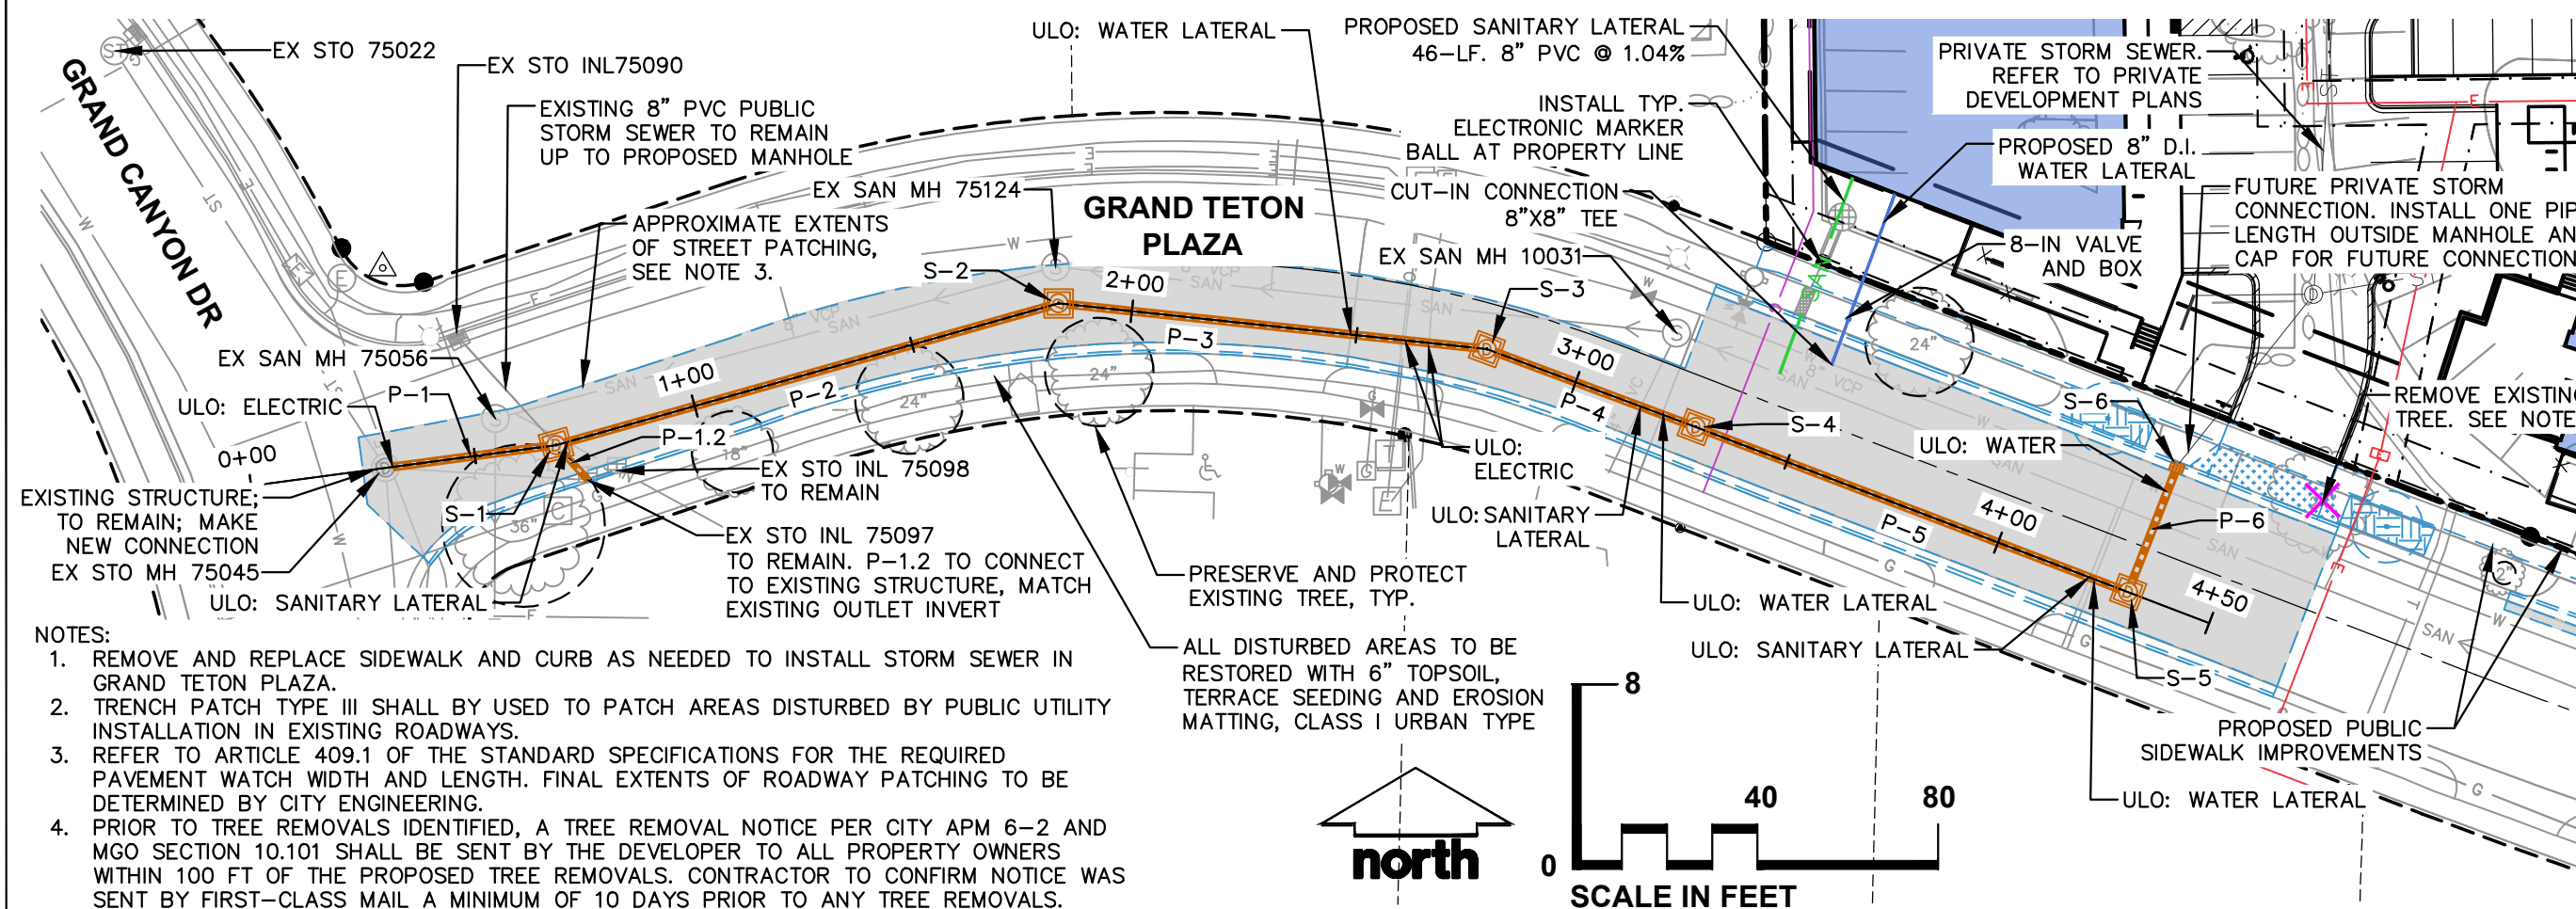 EX STO 75022
GRAND CANYON DR
EX STO INL75090
EXISTING 8” PVC PUBLIC
STORM SEWER TO REMAIN
UP TO PROPOSED MANHOLE
APPROXIMATE EXTENTS
OF STREET PATCHING,
SEE NOTE 3.
EX SAN MH 75124
S-2
ULO: WATER LATERAL
GRAND TETON
PLAZA
2+00
P-3
PROPOSED SANITARY LATERAL
46-LF. 8” PVC @ 1.04%
INSTALL TYP.
ELECTRONIC MARKER
BALL AT PROPERTY LINE
CUT-IN CONNECTION
8”X8” TEE
EX SAN MH 10031
S-3
3+00
P-4
S-4
PRIVATE STORM SEWER.
REFER TO PRIVATE
DEVELOPMENT PLANS
PROPOSED 8” D.I.
WATER LATERAL
8-IN VALVE
AND BOX
FUTURE PRIVATE STORM
CONNECTION. INSTALL ONE PIP
LENGTH OUTSIDE MANHOLE AN
CAP FOR FUTURE CONNECTION
REMOVE EXISTING
TREE. SEE NOTE
S-6
ULO: WATER
P-6
4+00
P-5
4+50
S-5
EX SAN MH 75056
P-1
ULO: ELECTRIC
0+00
1+00
P-2
P-1.2
EXISTING STRUCTURE;
TO REMAIN; MAKE
NEW CONNECTION
EX STO MH 75045
S-1
ULO: SANITARY LATERAL
36”
18”
24”
24”
24”
2”
EX STO INL 75098
TO REMAIN
EX STO INL 75097
TO REMAIN. P-1.2 TO CONNECT
TO EXISTING STRUCTURE, MATCH
EXISTING OUTLET INVERT
PRESERVE AND PROTECT
EXISTING TREE, TYP.
ALL DISTURBED AREAS TO BE
RESTORED WITH 6” TOPSOIL,
TERRACE SEEDING AND EROSION
MATTING, CLASS I URBAN TYPE
ULO:
ELECTRIC
ULO: SANITARY
LATERAL
ULO: WATER LATERAL
ULO: SANITARY LATERAL
PROPOSED PUBLIC
SIDEWALK IMPROVEMENTS
ULO: WATER LATERAL
NOTES:
1. REMOVE AND REPLACE SIDEWALK AND CURB AS NEEDED TO INSTALL STORM SEWER IN
GRAND TETON PLAZA.
2. TRENCH PATCH TYPE III SHALL BY USED TO PATCH AREAS DISTURBED BY PUBLIC UTILITY
INSTALLATION IN EXISTING ROADWAYS.
3. REFER TO ARTICLE 409.1 OF THE STANDARD SPECIFICATIONS FOR THE REQUIRED
PAVEMENT WATCH WIDTH AND LENGTH. FINAL EXTENTS OF ROADWAY PATCHING TO BE
DETERMINED BY CITY ENGINEERING.
4. PRIOR TO TREE REMOVALS IDENTIFIED, A TREE REMOVAL NOTICE PER CITY APM 6-2 AND
MGO SECTION 10.101 SHALL BE SENT BY THE DEVELOPER TO ALL PROPERTY OWNERS
WITHIN 100 FT OF THE PROPOSED TREE REMOVALS. CONTRACTOR TO CONFIRM NOTICE WAS
SENT BY FIRST-CLASS MAIL A MINIMUM OF 10 DAYS PRIOR TO ANY TREE REMOVALS.
north
8
0
40
80
SCALE IN FEET